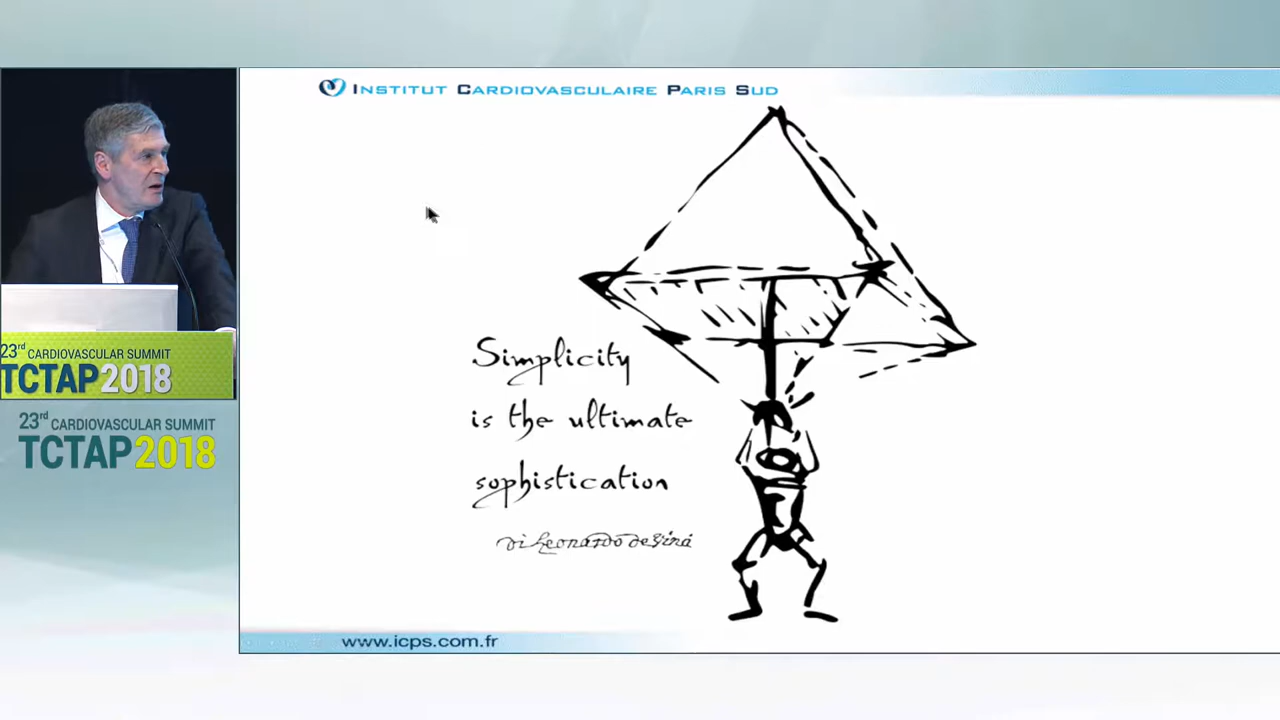 INSTITUT CARDIOVASCULAIRE PARIS SUD
Simplicity
is the ultimate
sophistication
www.icps.com.fr
23rd CARDIOVASCULAR SUMMIT
TCTAP2018
23rd CARDIOVASCULAR SUMMIT
TCTAP2018